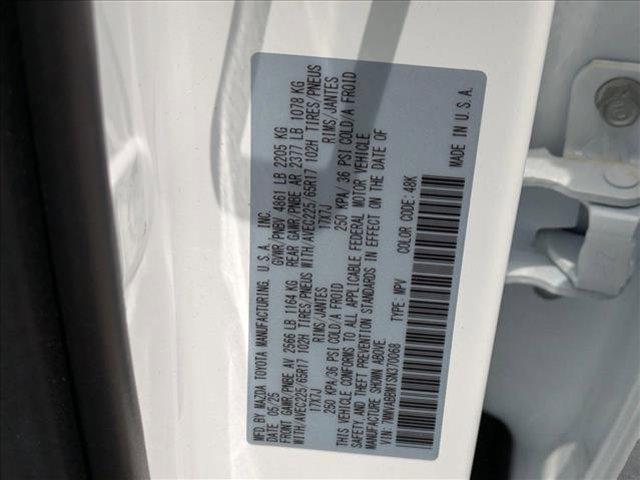 MFD BY MAZDA TOYOTA MANUFACTURING, U.S.A., INC.
DATE 05/25 GVWR/PNBV 4861 LB 2205 KG
FRONT GAWR/PNBE AV 2566 LB 1164 KG REAR GAWR/PNBE AR 2377 LB 1078 KG
WITH/AVEC225/65R17 102H TIRES/PNEUS WITH/AVEC225/65R17 102H TIRES/PNEUS
17X7J RIMS/JANTES 17X7J RIMS/JANTES
250 KPA/36 PSI COLD/A FROID 250 KPA/36 PSI COLD/A FROID
THIS VEHICLE CONFORMS TO ALL APPLICABLE FEDERAL MOTOR VEHICLE
SAFETY, AND THEFT PREVENTION STANDARDS IN EFFECT ON THE DATE OF
MANUFACTURE SHOWN ABOVE.
TYPE: MPV COLOR CODE: 48K MADE IN U.S.A.